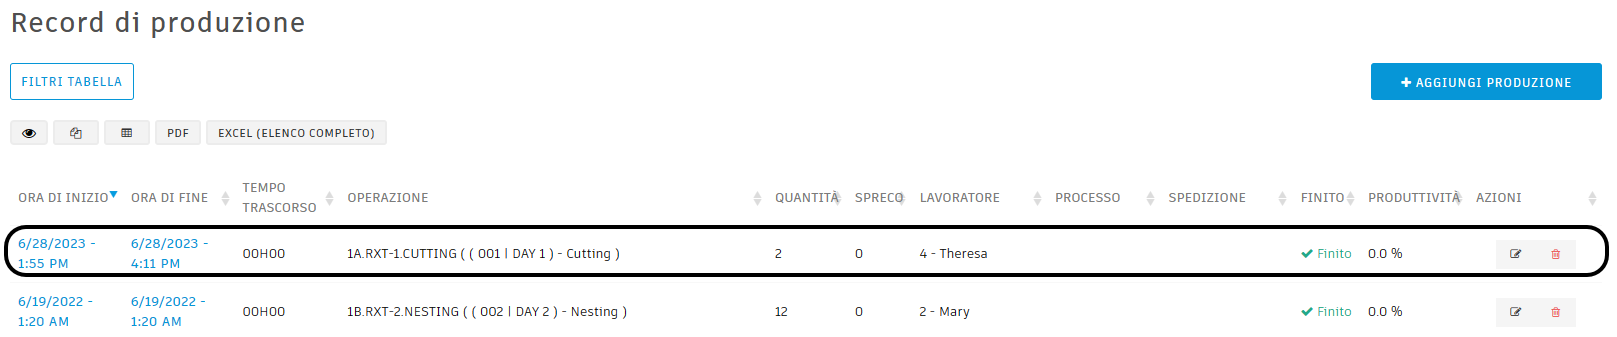 Record di produzione
FILTRI TABELLA
AGGIUNGI PRODUZIONE
PDF EXCEL (ELENCO COMPLETO)
ORA DI INIZIO ORA DI FINE TEMPO TRASCORSO OPERAZIONE QUANTITÀ SPRECO LAVORATORE PROCESSO SPEDIZIONE FINITO PRODUTTIVITÀ AZIONI
6/28/2023 - 1:55 PM 6/28/2023 - 4:11 PM 00H00 1A.RXT-1.CUTTING ( ( 001 | DAY 1 ) - Cutting ) 2 0 4 - Theresa Finito 0.0 %
6/19/2022 - 1:20 AM 6/19/2022 - 1:20 AM 00H00 1B.RXT-2.NESTING ( ( 002 | DAY 2 ) - Nesting ) 12 0 2 - Mary Finito 0.0 %